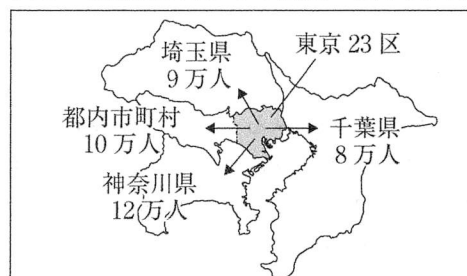 埼玉県
9万人
東京23区
都内市町村
10万人
千葉県
8万人
神奈川県
12万人